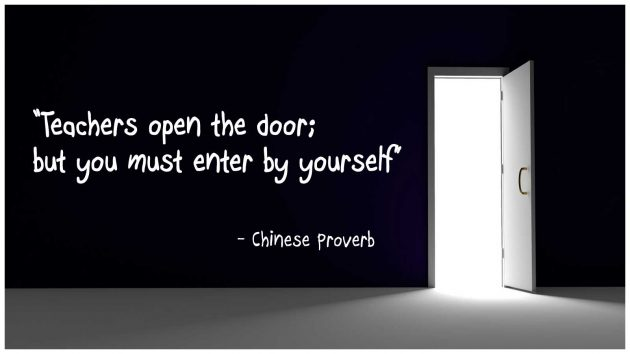 “Teachers open the door;
but you must enter by yourself”
- Chinese Proverb